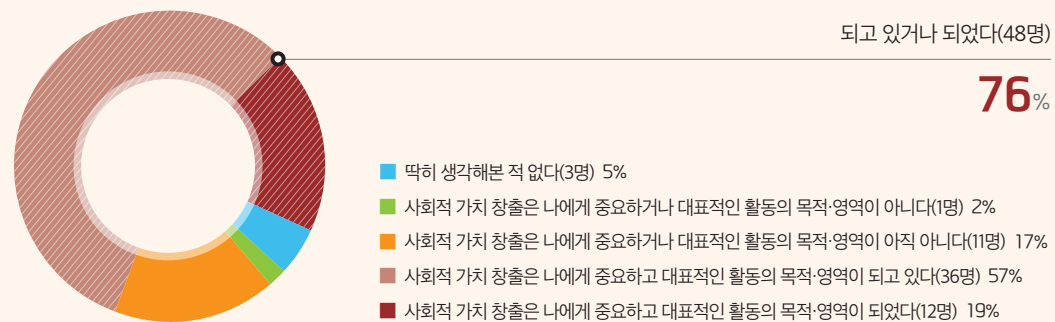 되고 있거나 되었다(48명)
76%
딱히 생각해본 적 없다(3명) 5%
사회적 가치 창출은 나에게 중요하거나 대표적인 활동의 목적·영역이 아니다(1명) 2%
사회적 가치 창출은 나에게 중요하거나 대표적인 활동의 목적·영역이 아직 아니다(11명) 17%
사회적 가치 창출은 나에게 중요하고 대표적인 활동의 목적·영역이 되고 있다(36명) 57%
사회적 가치 창출은 나에게 중요하고 대표적인 활동의 목적·영역이 되었다(12명) 19%